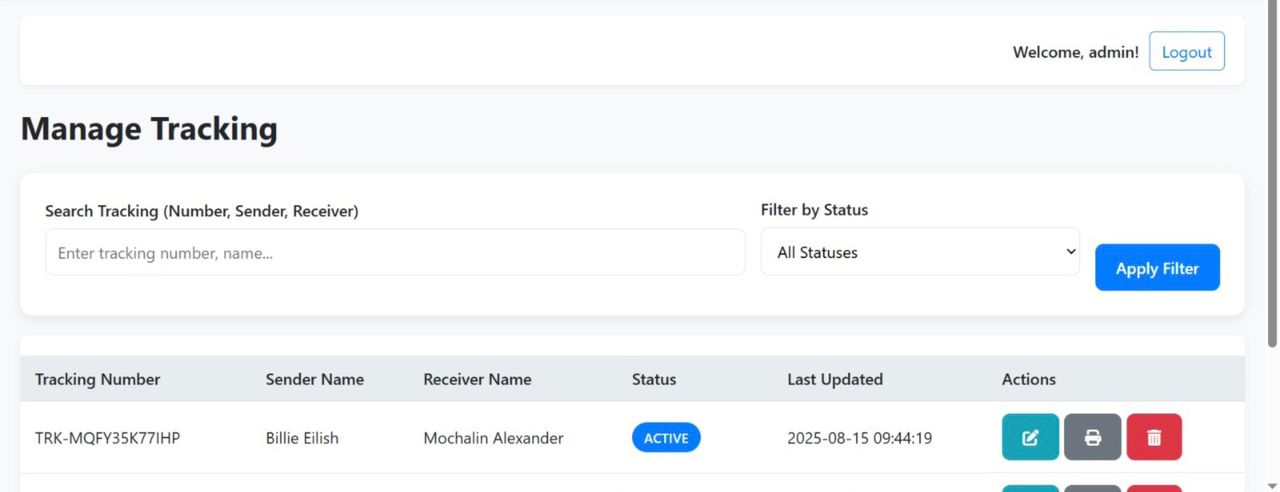 Welcome, admin! Logout
Manage Tracking
Search Tracking (Number, Sender, Receiver)
Filter by Status
Enter tracking number, name...
All Statuses
Apply Filter
Tracking Number Sender Name Receiver Name Status Last Updated Actions
TRK-MQFY35K77IHP Billie Eilish Mochalin Alexander ACTIVE 2025-08-15 09:44:19